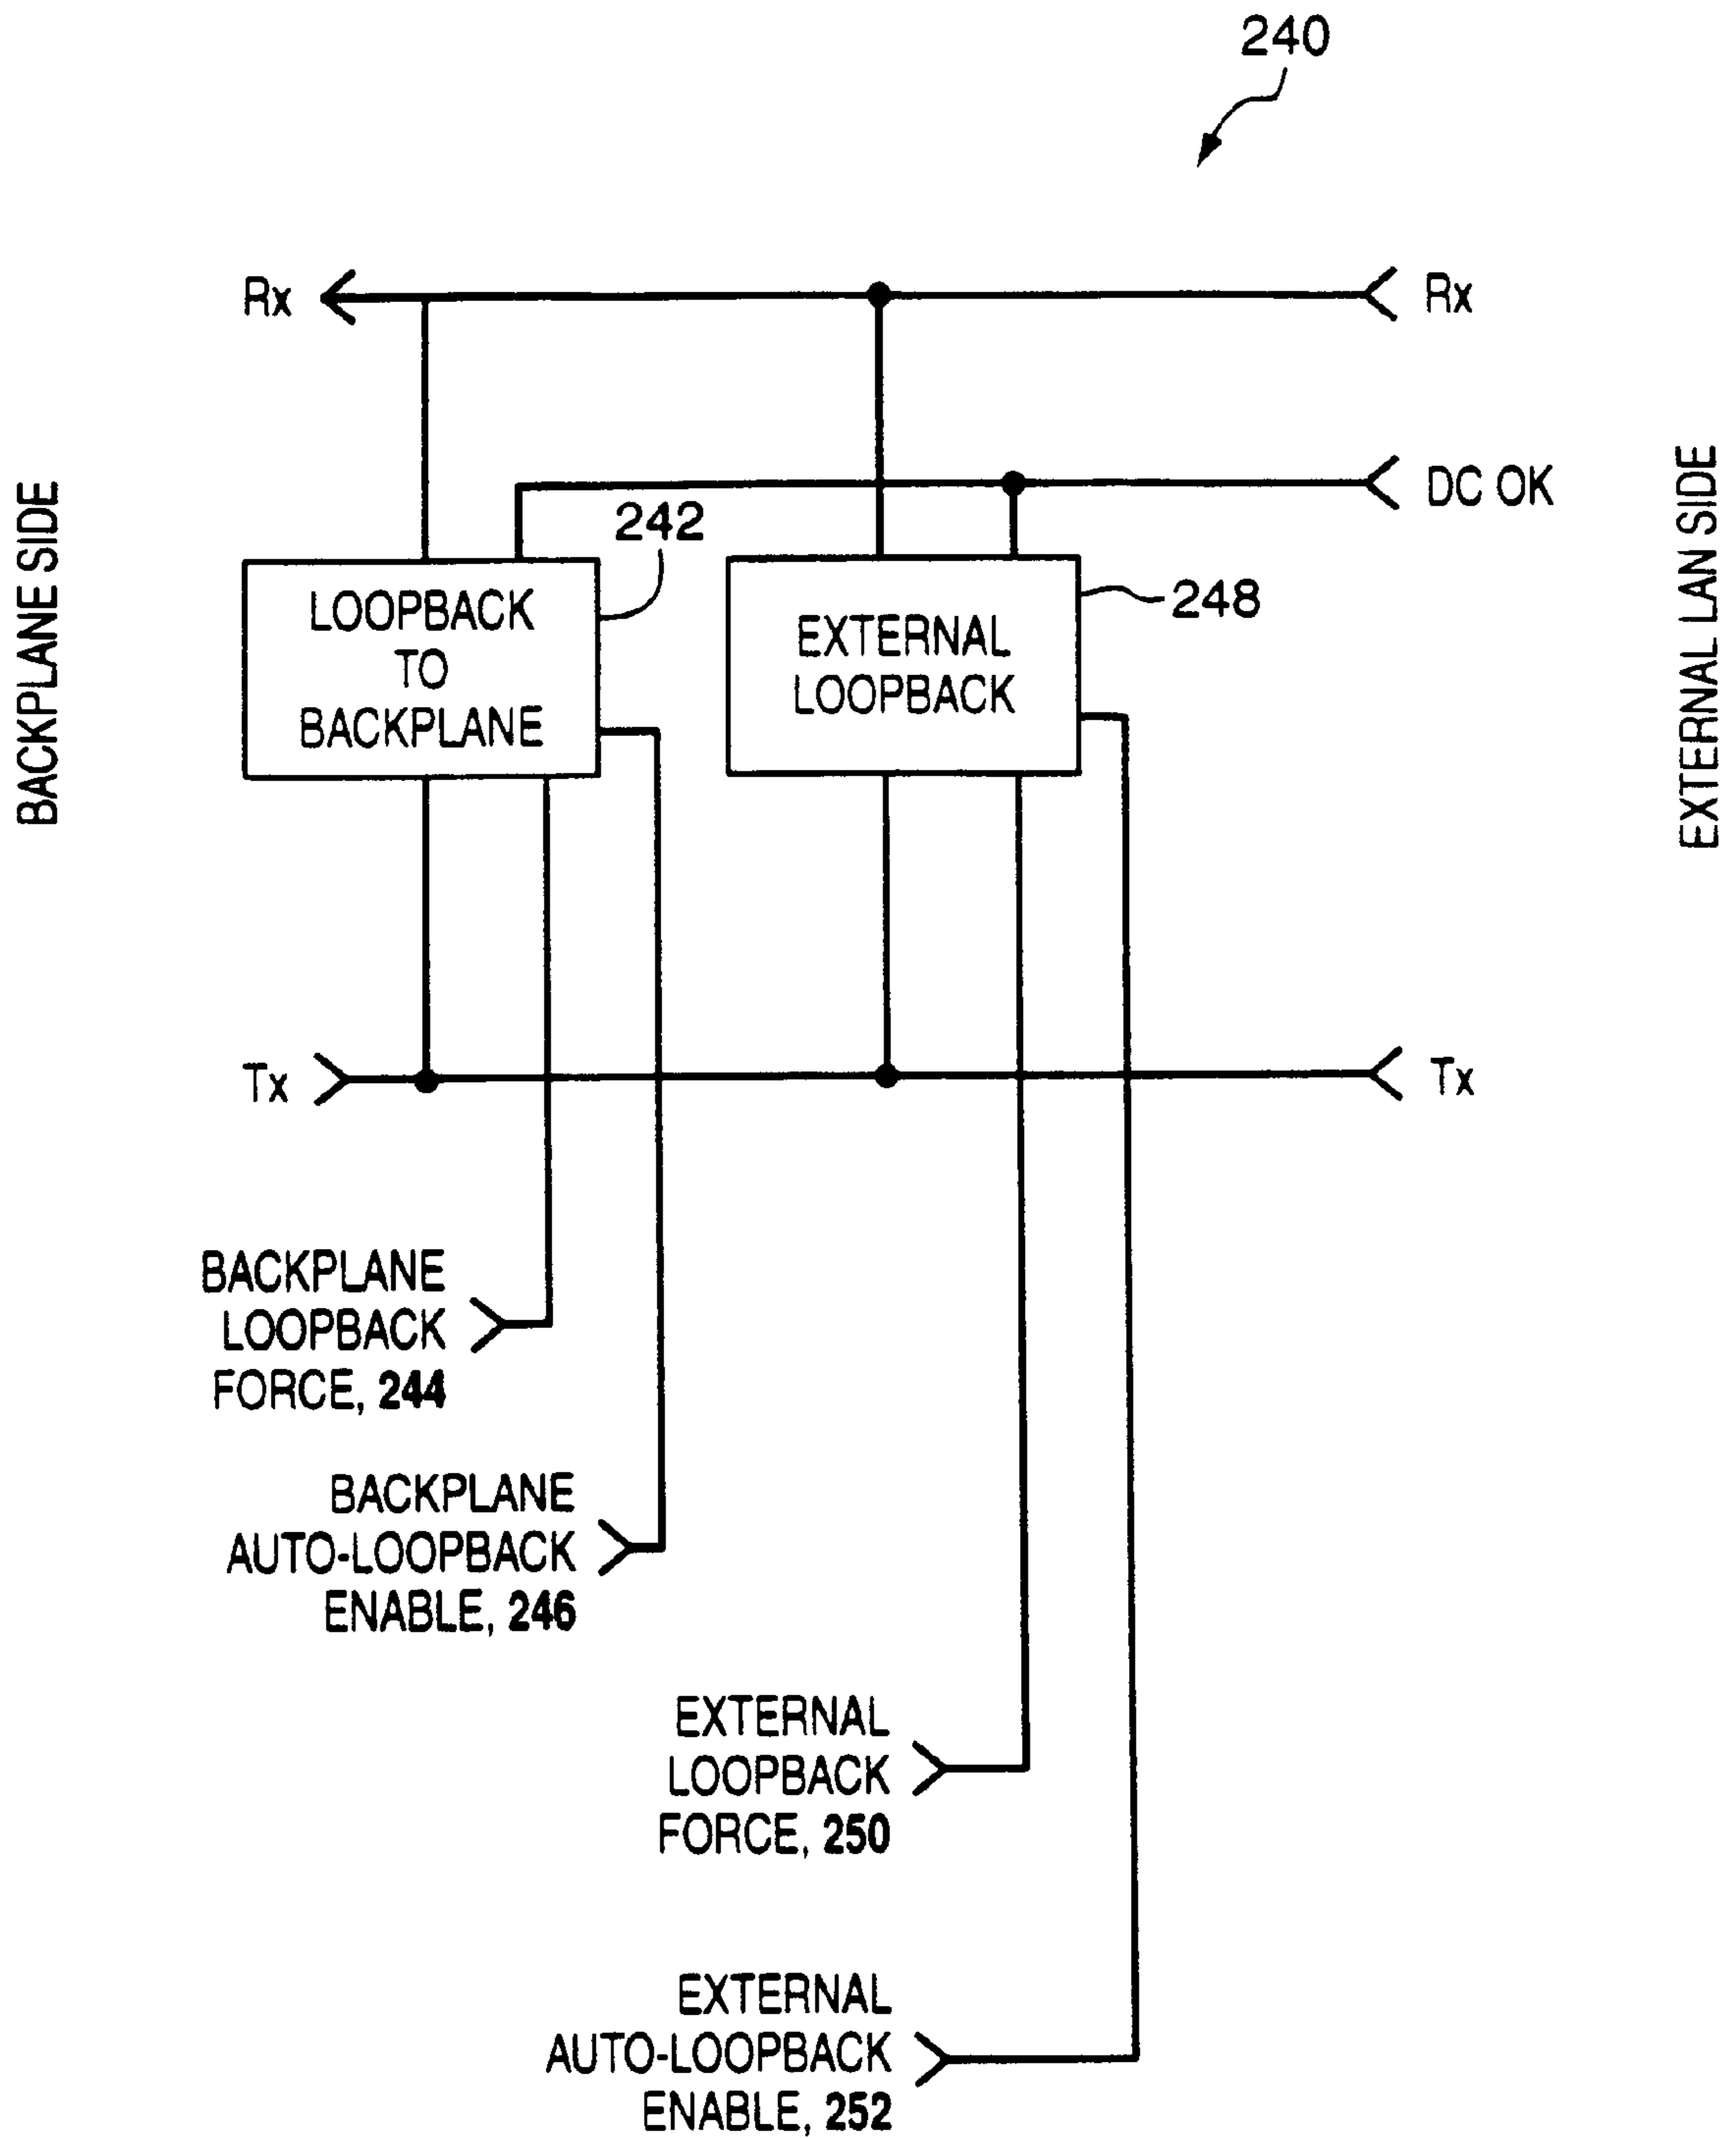 240
Rx
Rx
DC OK
242
248
BACKPLANE SIDE
EXTERNAL LAN SIDE
LOOPBACK
TO
BACKPLANE
EXTERNAL
LOOPBACK
Tx
Tx
BACKPLANE
LOOPBACK
FORCE, 244
BACKPLANE
AUTO-LOOPBACK
ENABLE, 246
EXTERNAL
LOOPBACK
FORCE, 250
EXTERNAL
AUTO-LOOPBACK
ENABLE, 252